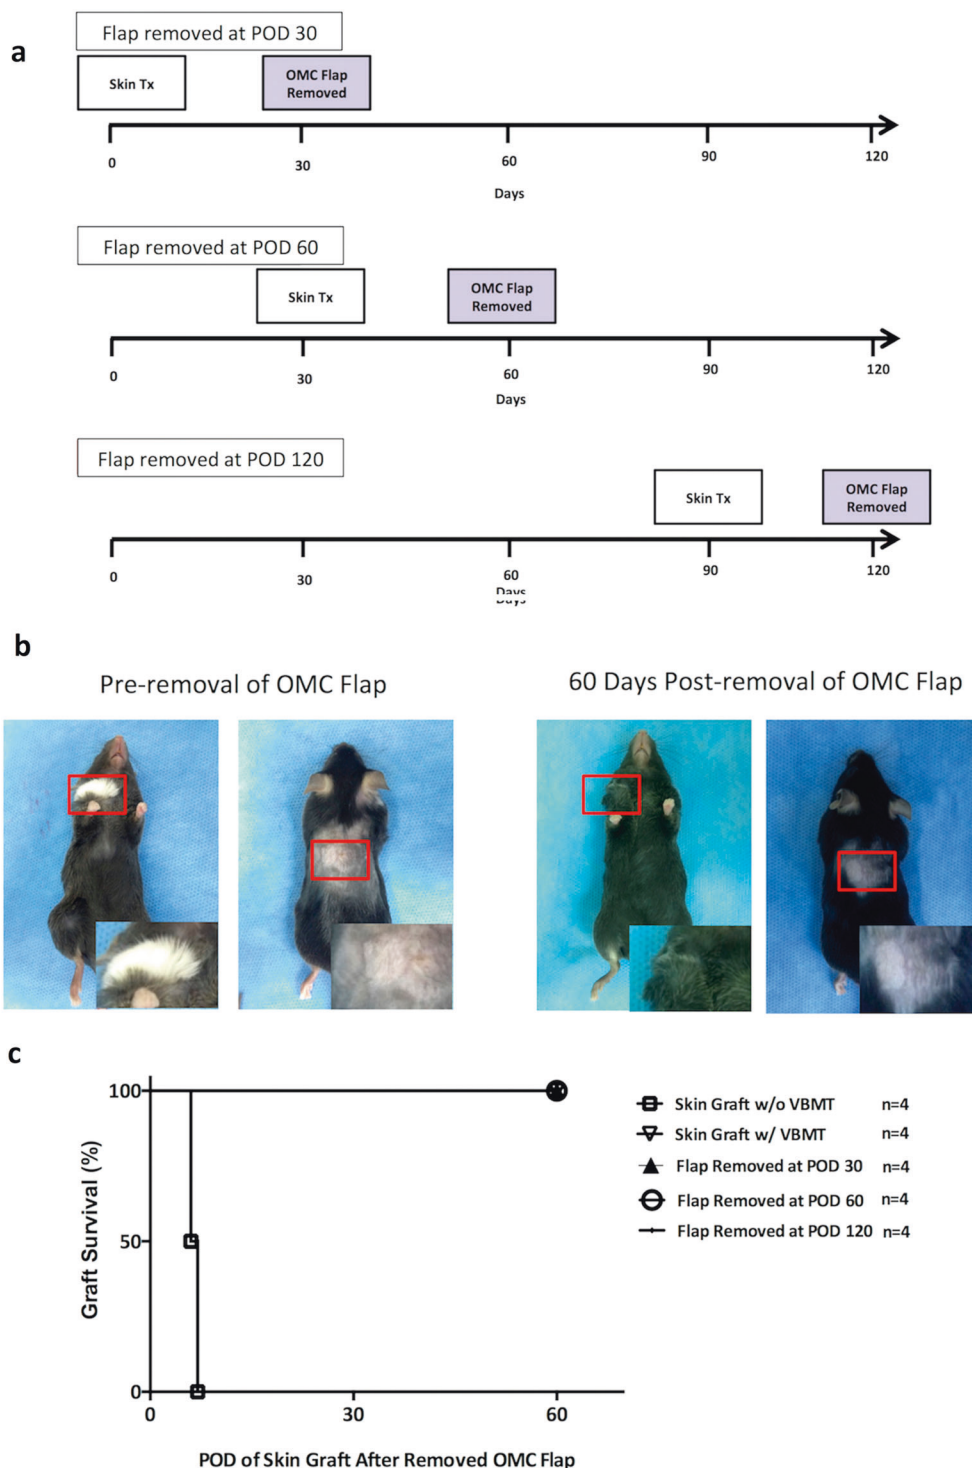 a
Flap removed at POD 30
Skin Tx
OMC Flap
Removed
0
30
60
90
120
Days
Flap removed at POD 60
Skin Tx
OMC Flap
Removed
0
30
60
90
120
Days
Flap removed at POD 120
Skin Tx
OMC Flap
Removed
0
30
60
90
120
Days
Days
b
Pre-removal of OMC Flap
60 Days Post-removal of OMC Flap
c
Graft Survival (%)
100
50
0
0
30
60
POD of Skin Graft After Removed OMC Flap
Skin Graft w/o VBMT n=4
Skin Graft w/ VBMT n=4
Flap Removed at POD 30 n=4
Flap Removed at POD 60 n=4
Flap Removed at POD 120 n=4